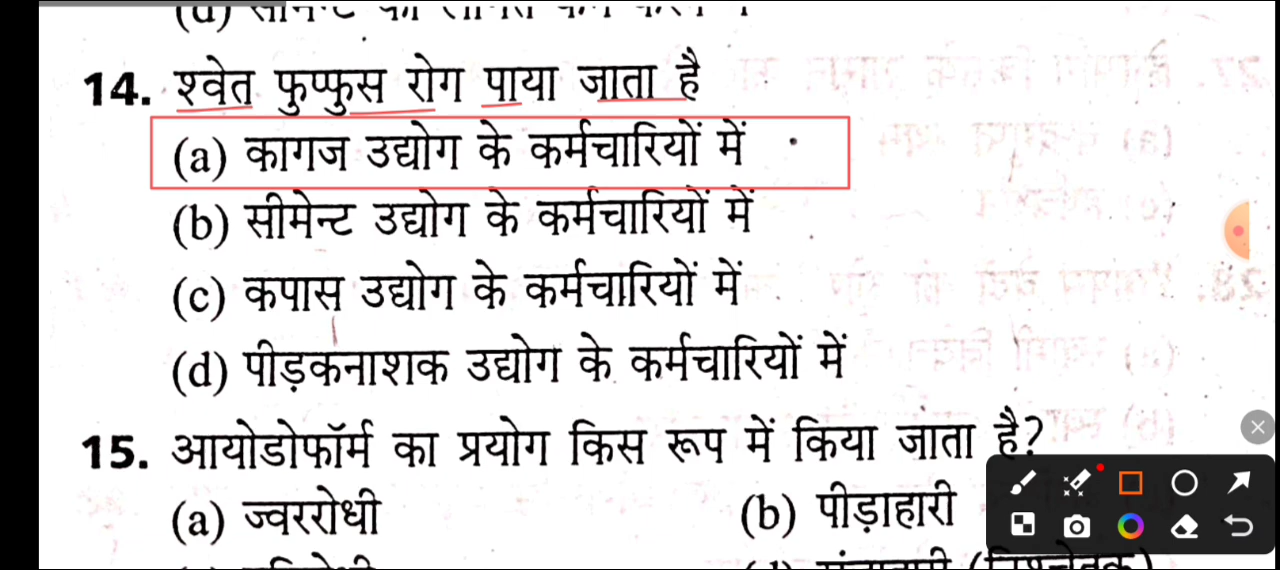 14. श्वेत फुफ्फुस रोग पाया जाता है
(a) कागज उद्योग के कर्मचारियों में
(b) सीमेन्ट उद्योग के कर्मचारियों में
(c) कपास उद्योग के कर्मचारियों में
(d) पीड़कनाशक उद्योग के कर्मचारियों में
15. आयोडोफॉर्म का प्रयोग किस रूप में किया जाता है?
(a) ज्वररोधी
(b) पीड़ाहारी